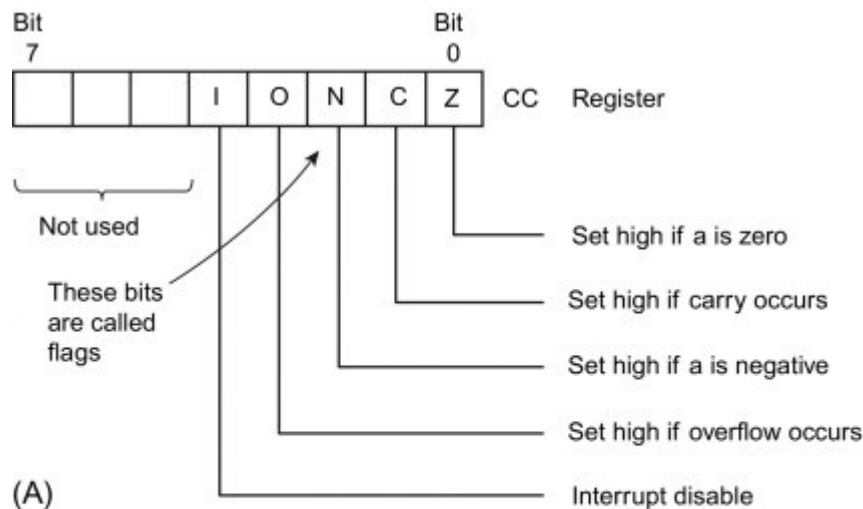 Bit
7
Bit
0
I O N C Z CC Register
Not used
These bits
are called
flags
Set high if a is zero
Set high if carry occurs
Set high if a is negative
Set high if overflow occurs
Interrupt disable
(A)